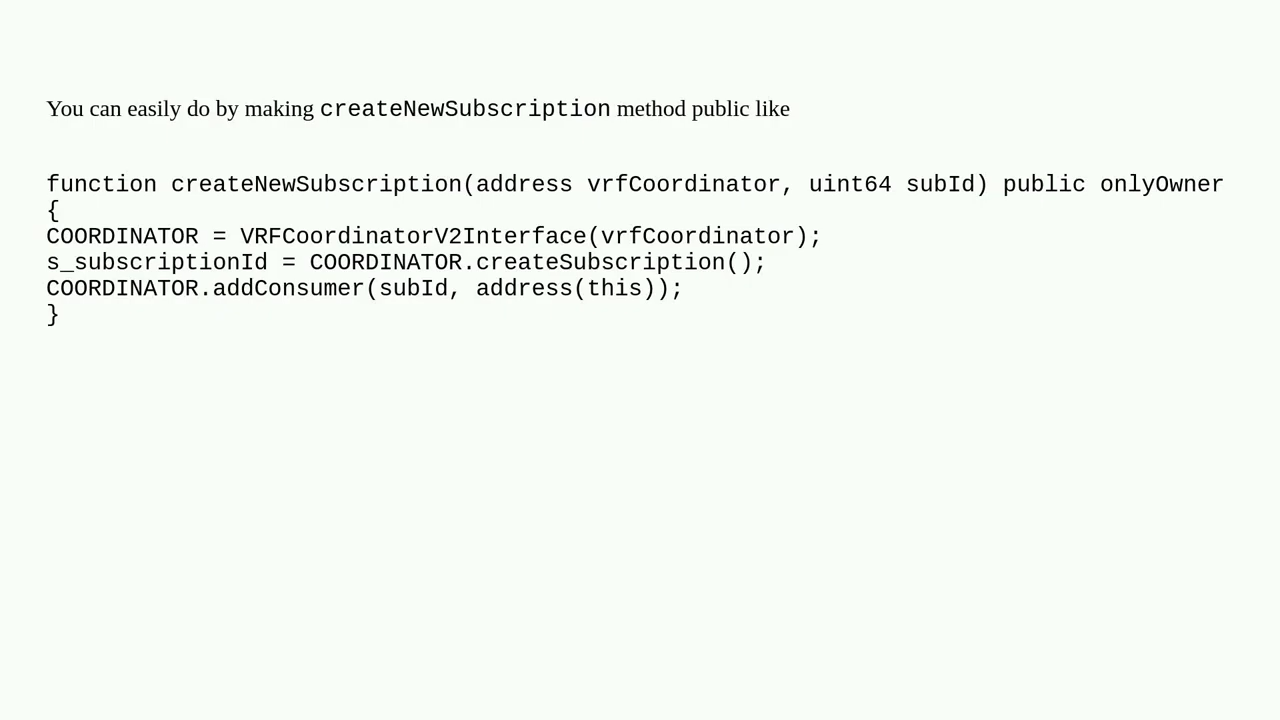 You can easily do by making createNewSubscription method public like
function createNewSubscription(address vrfCoordinator, uint64 subId) public onlyOwner
{
COORDINATOR = VRFCoordinatorV2Interface(vrfCoordinator);
s_subscriptionId = COORDINATOR.createSubscription();
COORDINATOR.addConsumer(subId, address(this));
}